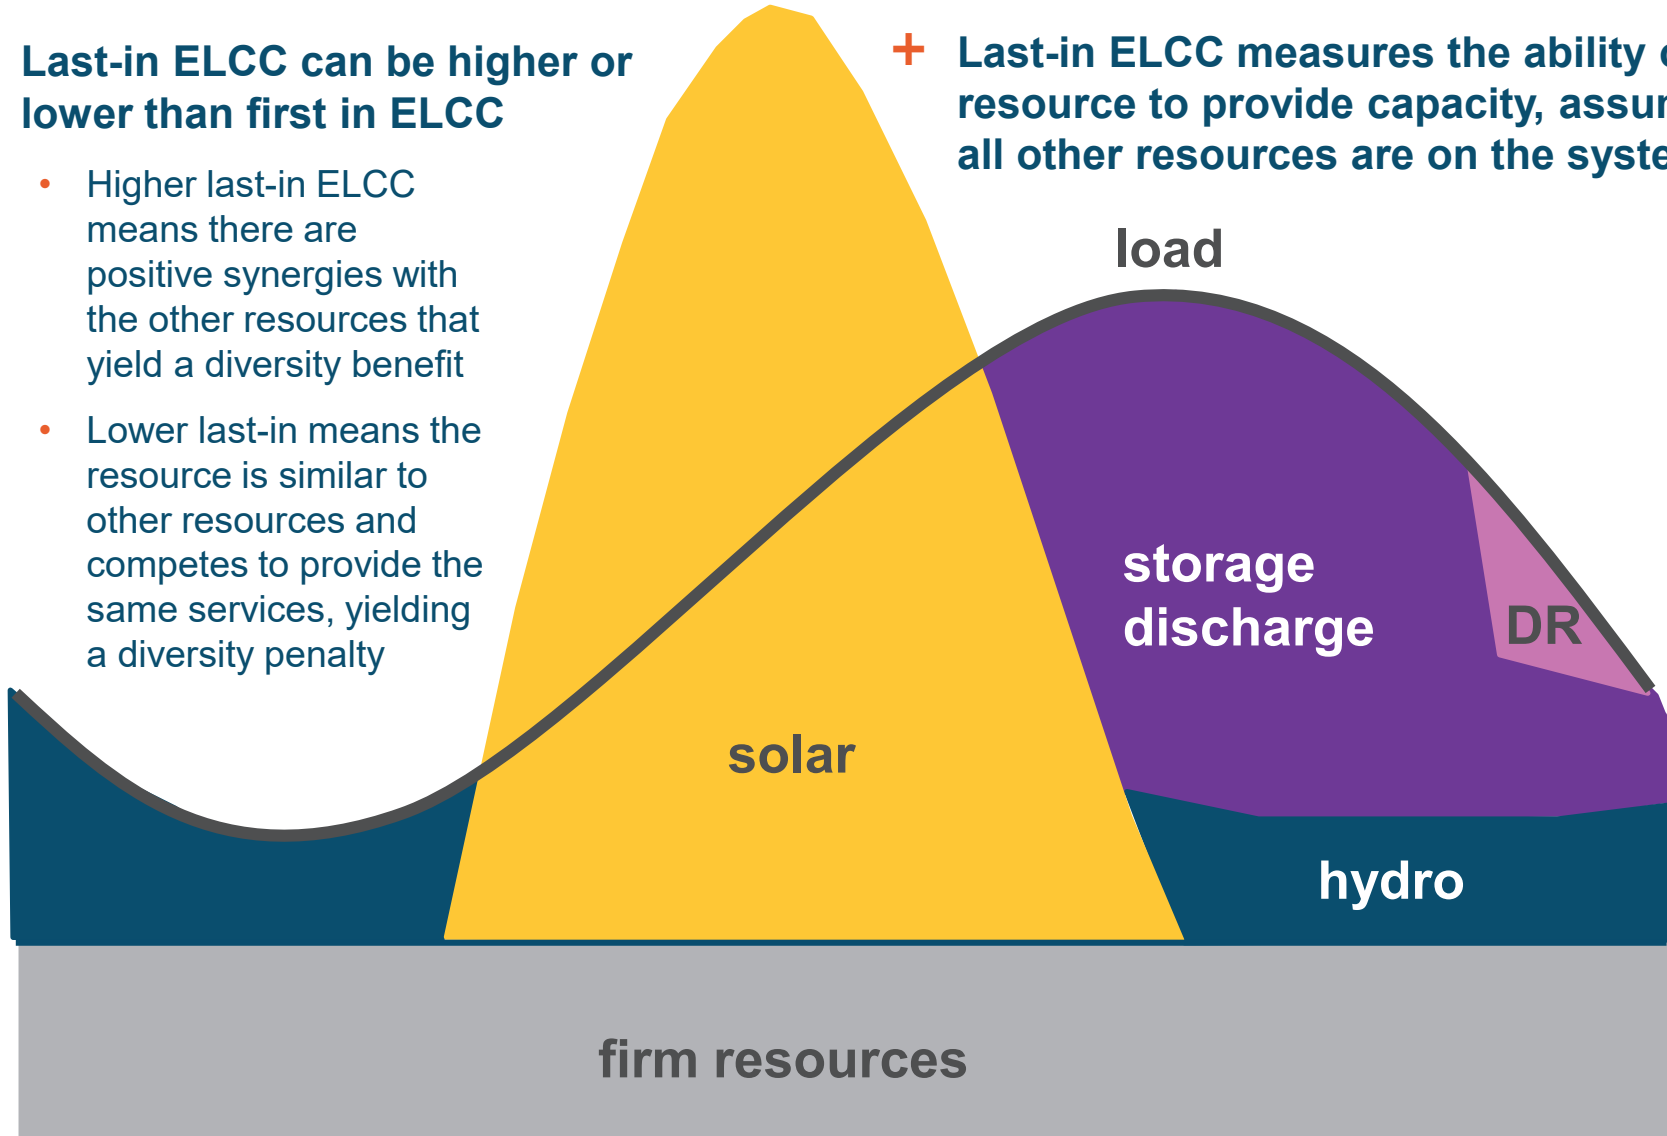 Last-in ELCC can be higher or
lower than first in ELCC
• Higher last-in ELCC
means there are
positive synergies with
the other resources that
yield a diversity benefit
• Lower last-in means the
resource is similar to
other resources and
competes to provide the
same services, yielding
a diversity penalty
+ Last-in ELCC measures the ability
resource to provide capacity,
all other resources are on the
load
storage
discharge
DR
solar
hydro
firm resources